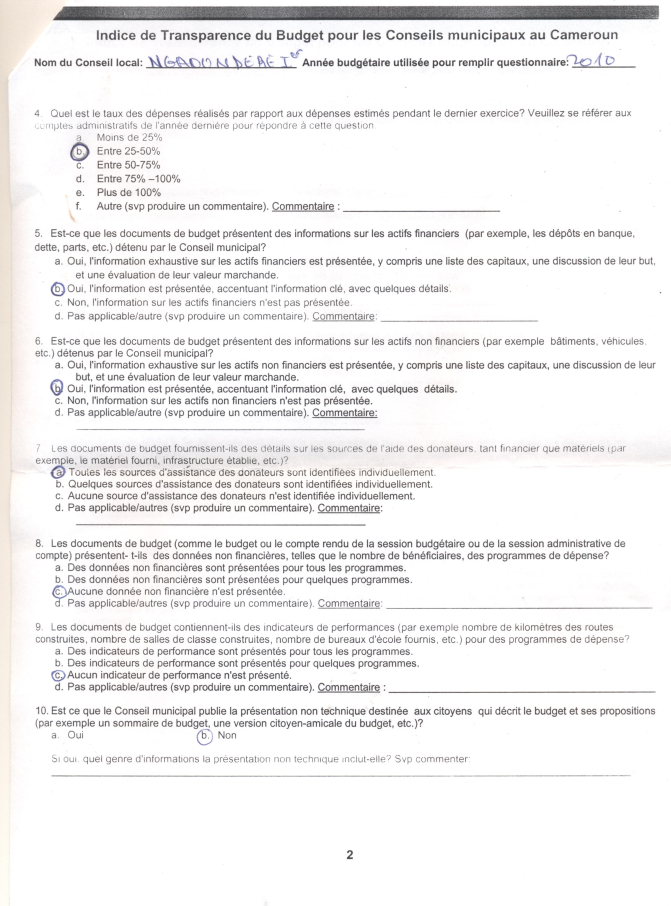 Indice de Transparence du Budget pour les Conseils municipaux au Cameroun
Nom du Conseil local: NGAOUNDERE I er Année budgétaire utilisée pour remplir questionnaire: 2010
4. Quel est le taux des dépenses réalisés par rapport aux dépenses estimés pendant le dernier exercice? Veuillez se référer aux
comptes administratifs de l'année dernière pour répondre à cette question
a Moins de 25%
b. Entre 25-50%
c. Entre 50-75%
d. Entre 75% –100%
e. Plus de 100%
f. Autre (svp produire un commentaire). Commentaire :
5. Est-ce que les documents de budget présentent des informations sur les actifs financiers (par exemple, les dépôts en banque,
dette, parts, etc.) détenu par le Conseil municipal?
a. Oui, l'information exhaustive sur les actifs financiers est présentée, y compris une liste des capitaux, une discussion de leur but,
et une évaluation de leur valeur marchande.
b. Oui, l'information est présentée, accentuant l'information clé, avec quelques détails.
c. Non, l'information sur les actifs financiers n'est pas présentée.
d. Pas applicable/autre (svp produire un commentaire). Commentaire:
6. Est-ce que les documents de budget présentent des informations sur les actifs non financiers (par exemple bâtiments, véhicules.
etc.) détenus par le Conseil municipal?
a. Oui, l'information exhaustive sur les actifs non financiers est présentée, y compris une liste des capitaux, une discussion de leur
but, et une évaluation de leur valeur marchande.
b. Oui, l'information est présentée, accentuant l'information clé, avec quelques détails.
c. Non, l'information sur les actifs non financiers n'est pas présentée.
d. Pas applicable/autre (svp produire un commentaire). Commentaire:
7 Les documents de budget fournissent-ils des détails sur les sources de l'aide des donateurs, tant financier que matériels (par
exemple, le matériel fourni, infrastructure établie, etc.)?
a. Toutes les sources d'assistance des donateurs sont identifiées individuellement.
b. Quelques sources d'assistance des donateurs sont identifiées individuellement.
c. Aucune source d'assistance des donateurs n'est identifiée individuellement.
d. Pas applicable/autres (svp produire un commentaire). Commentaire:
8. Les documents de budget (comme le budget ou le compte rendu de la session budgétaire ou de la session administrative de
compte) présentent- t-ils des données non financières, telles que le nombre de bénéficiaires, des programmes de dépense?
a. Des données non financières sont présentées pour tous les programmes.
b. Des données non financières sont présentées pour quelques programmes.
c. Aucune donnée non financière n'est présentée.
d. Pas applicable/autres (svp produire un commentaire). Commentaire:
9. Les documents de budget contiennent-ils des indicateurs de performances (par exemple nombre de kilomètres des routes
construites, nombre de salles de classe construites, nombre de bureaux d'école fournis, etc.) pour des programmes de dépense?
a. Des indicateurs de performance sont présentés pour tous les programmes.
b. Des indicateurs de performance sont présentés pour quelques programmes.
c. Aucun indicateur de performance n'est présenté.
d. Pas applicable/autres (svp produire un commentaire). Commentaire :
10. Est ce que le Conseil municipal publie la présentation non technique destinée aux citoyens qui décrit le budget et ses propositions
(par exemple un sommaire de budget, une version citoyen-amicale du budget, etc.)?
a. Oui b. Non
Si oui, quel genre d'informations la présentation non technique inclut-elle? Svp commenter:
2